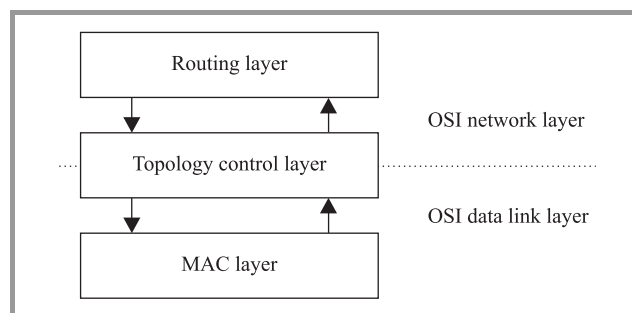 Routing layer
OSI network layer
Topology control layer
OSI data link layer
MAC layer